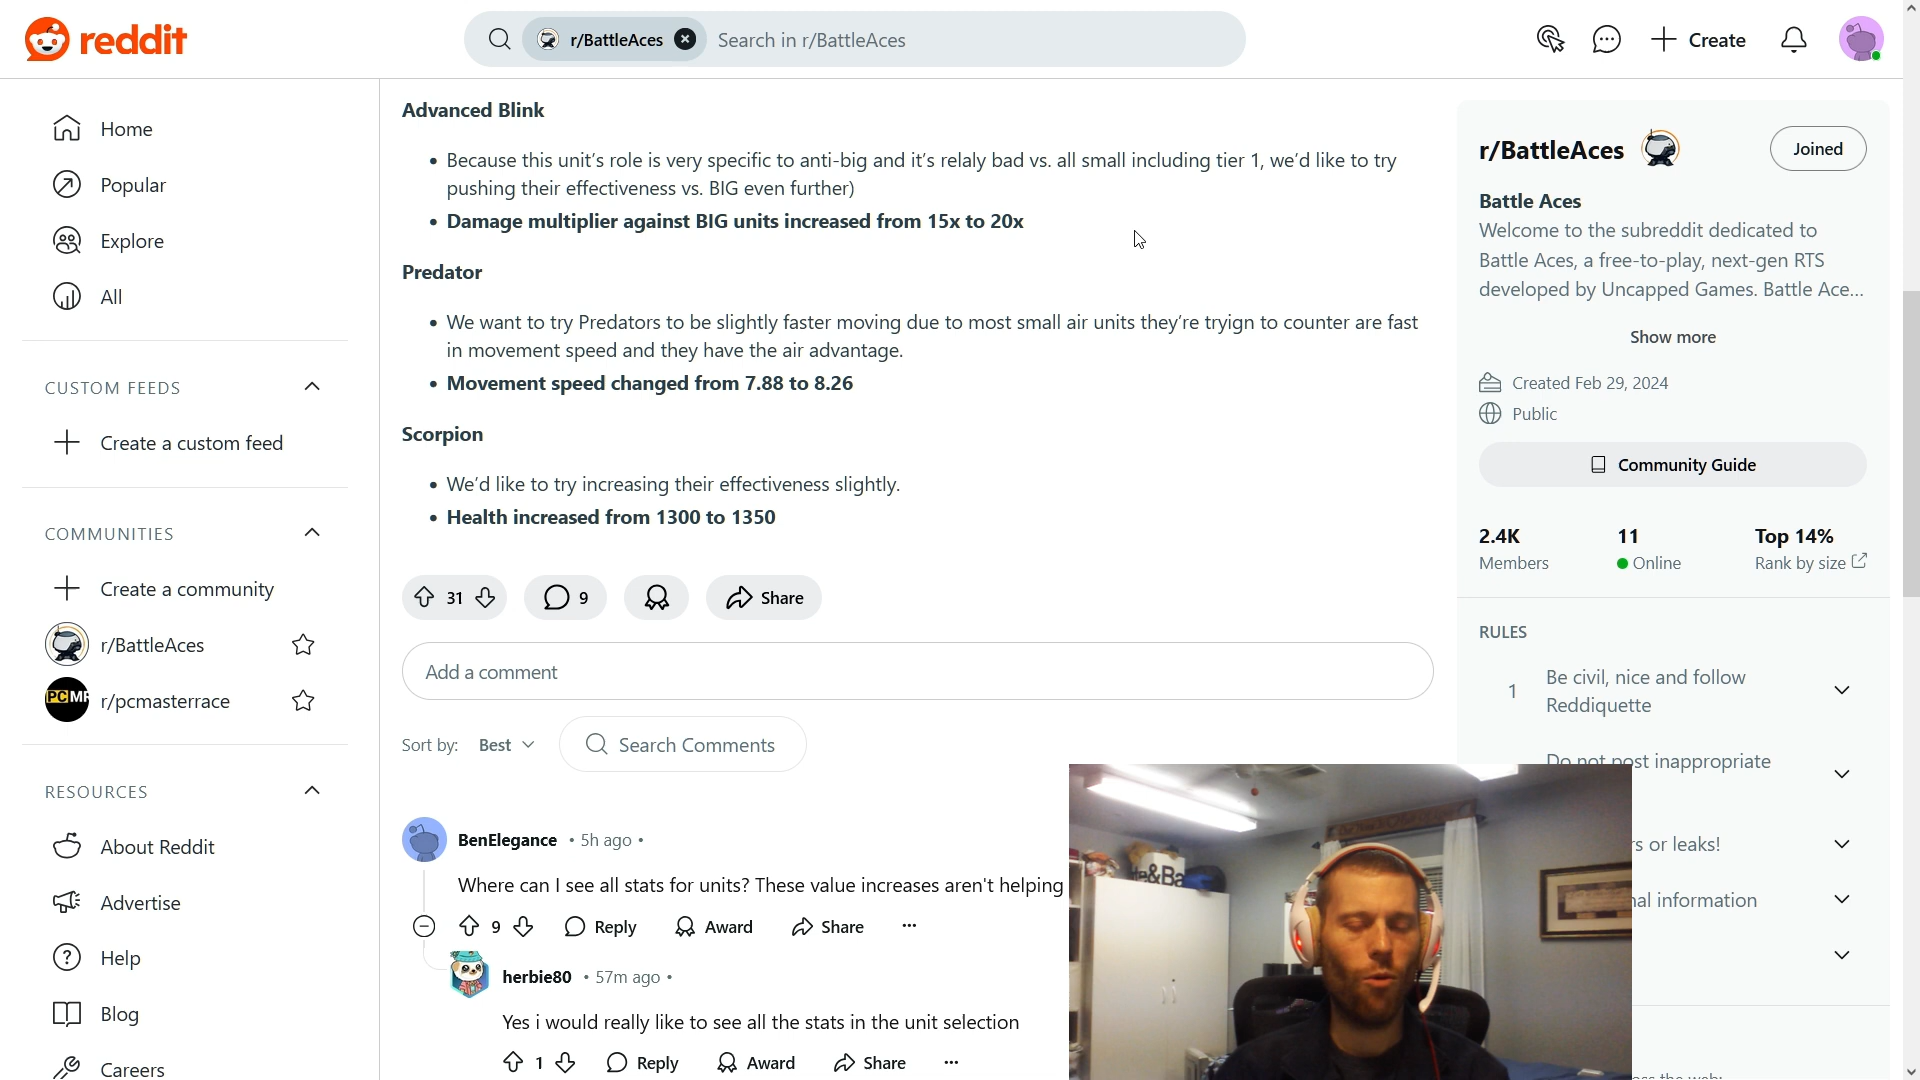 reddit
r/BattleAces
Search in r/BattleAces
Create
Home
Popular
Explore
All
CUSTOM FEEDS
Create a custom feed
COMMUNITIES
Create a community
r/BattleAces
r/pcmasterrace
RESOURCES
About Reddit
Advertise
Help
Blog
Careers
Advanced Blink
• Because this unit’s role is very specific to anti-big and it’s relaly bad vs. all small including tier 1, we’d like to try
pushing their effectiveness vs. BIG even further)
• Damage multiplier against BIG units increased from 15x to 20x
Predator
• We want to try Predators to be slightly faster moving due to most small air units they’re tryign to counter are fast
in movement speed and they have the air advantage.
• Movement speed changed from 7.88 to 8.26
Scorpion
• We’d like to try increasing their effectiveness slightly.
• Health increased from 1300 to 1350
31
9
Share
Add a comment
Sort by: Best
Search Comments
BenElegance • 5h ago •
Where can I see all stats for units? These value increases aren't helping
9 Reply Award Share
herbie80 • 57m ago •
Yes i would really like to see all the stats in the unit selection
1 Reply Award Share
r/BattleAces
Joined
Battle Aces
Welcome to the subreddit dedicated to
Battle Aces, a free-to-play, next-gen RTS
developed by Uncapped Games. Battle Ace...
Show more
Created Feb 29, 2024
Public
Community Guide
2.4K 11 Top 14%
Members Online Rank by size
RULES
1 Be civil, nice and follow
Reddiquette
Do not post inappropriate
or leaks!
information
PCMR